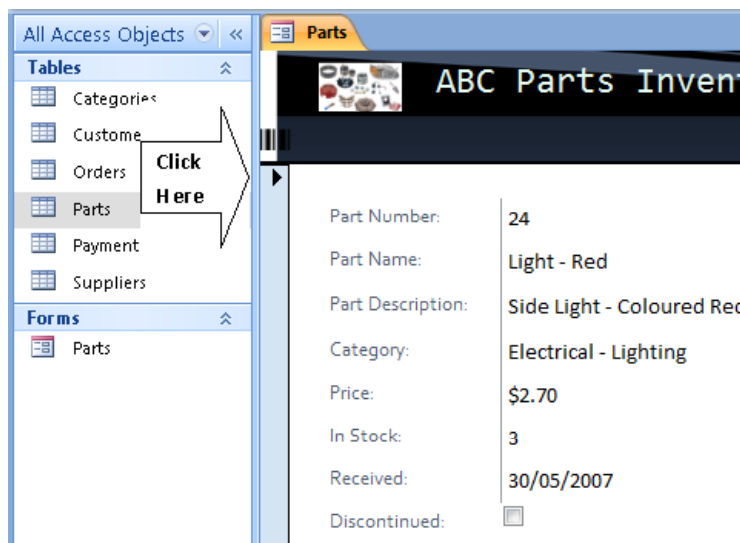 All Access Objects
Tables
Categories
Custome
Orders
Parts
Payment
Suppliers
Forms
Parts
Click
Here
Parts
ABC Parts Invent
Part Number: 24
Part Name: Light - Red
Part Description: Side Light - Coloured Red
Category: Electrical - Lighting
Price: $2.70
In Stock: 3
Received: 30/05/2007
Discontinued: